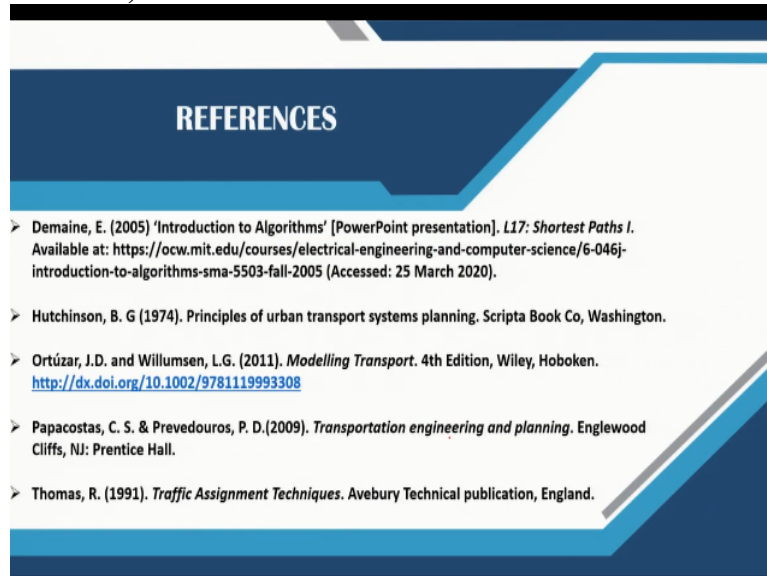 REFERENCES
➢ Demaine, E. (2005) ‘Introduction to Algorithms’ [PowerPoint presentation]. L17: Shortest Paths I.
Available at: https://ocw.mit.edu/courses/electrical-engineering-and-computer-science/6-046j-
introduction-to-algorithms-sma-5503-fall-2005 (Accessed: 25 March 2020).
➢ Hutchinson, B. G (1974). Principles of urban transport systems planning. Scripta Book Co, Washington.
➢ Ortúzar, J.D. and Willumsen, L.G. (2011). Modelling Transport. 4th Edition, Wiley, Hoboken.
http://dx.doi.org/10.1002/9781119993308
➢ Papacostas, C. S. & Prevedouros, P. D.(2009). Transportation engineering and planning. Englewood
Cliffs, NJ: Prentice Hall.
➢ Thomas, R. (1991). Traffic Assignment Techniques. Avebury Technical publication, England.